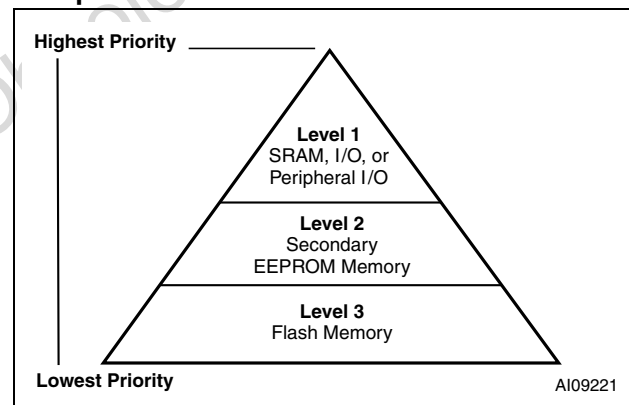 Highest Priority
Level 1
SRAM, I/O, or
Peripheral I/O
Level 2
Secondary
EEPROM Memory
Level 3
Flash Memory
Lowest Priority
AI09221